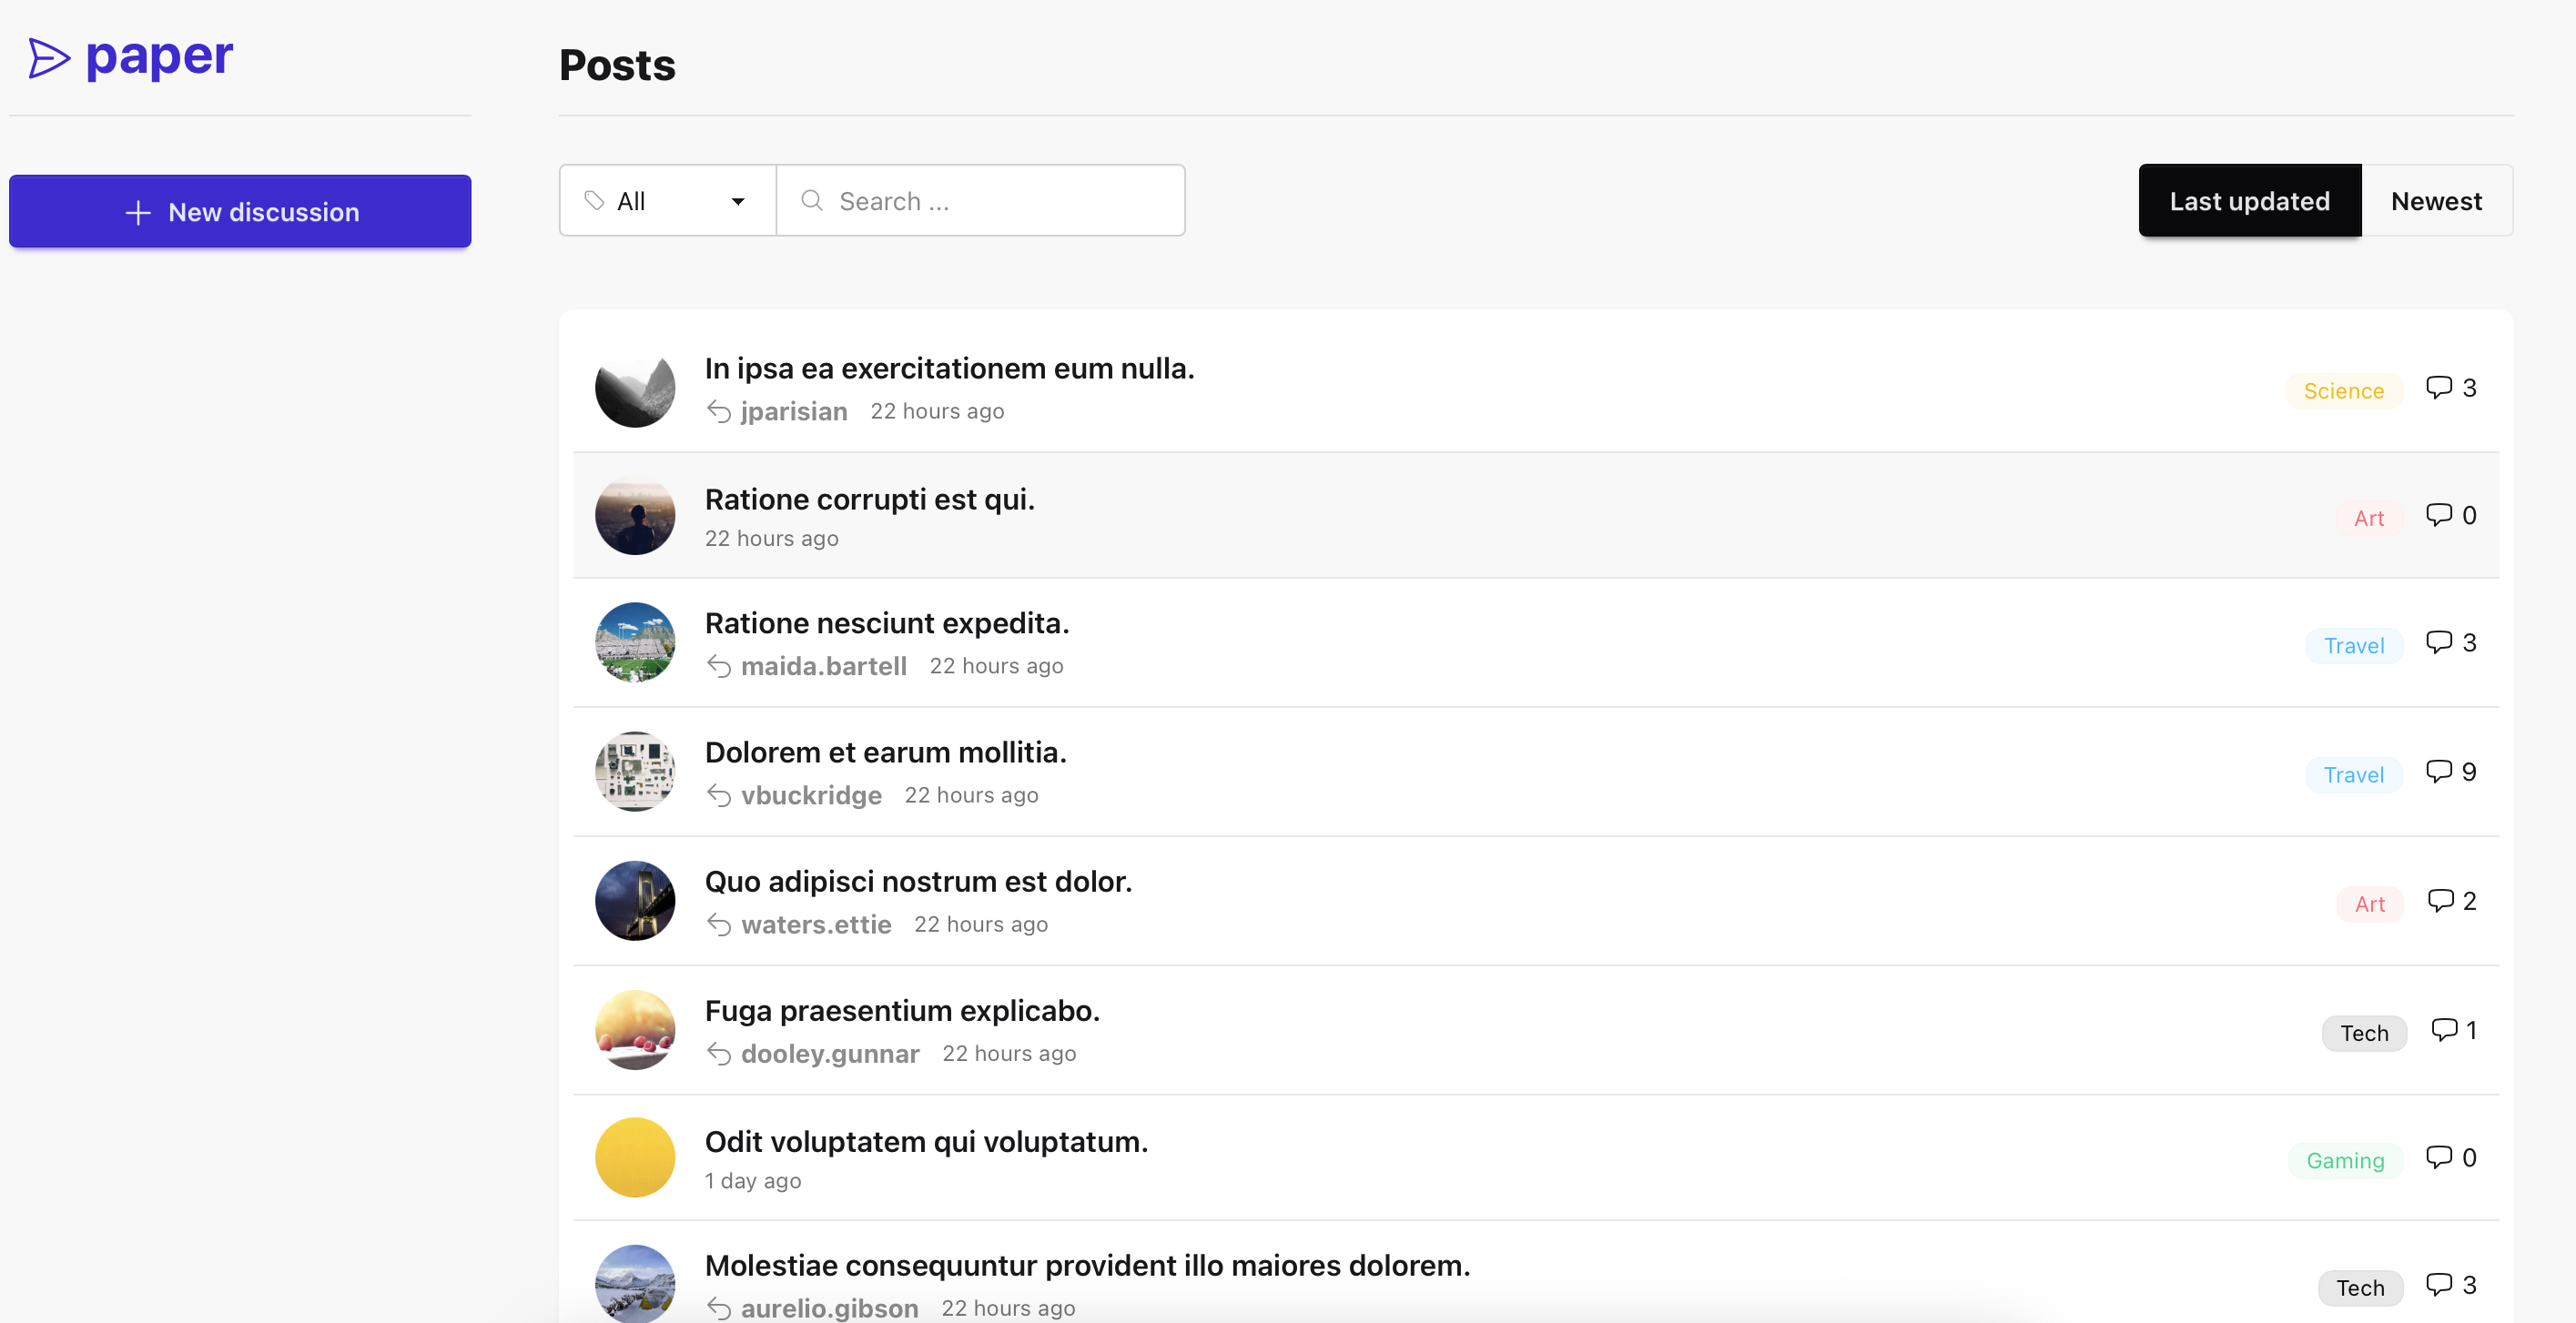 paper
Posts
New discussion
All
Search ...
Last updated
Newest
In ipsa ea exercitationem eum nulla.
jparisian 22 hours ago
Science 3
Ratione corrupti est qui.
22 hours ago
Art 0
Ratione nesciunt expedita.
maida.bartell 22 hours ago
Travel 3
Dolorem et earum mollitia.
vbuckridge 22 hours ago
Travel 9
Quo adipisci nostrum est dolor.
waters.ettie 22 hours ago
Art 2
Fuga praesentium explicabo.
dooley.gunnar 22 hours ago
Tech 1
Odit voluptatem qui voluptatum.
1 day ago
Gaming 0
Molestiae consequuntur provident illo maiores dolorem.
aurelio.gibson 22 hours ago
Tech 3